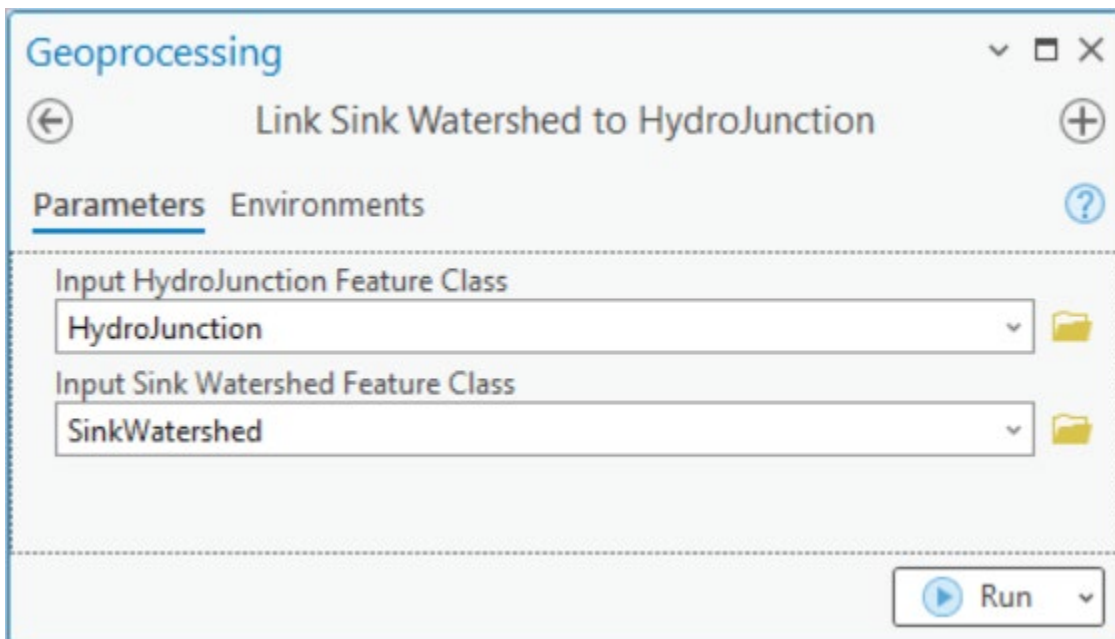 Geoprocessing
Link Sink Watershed to HydroJunction
Parameters Environments
Input HydroJunction Feature Class
HydroJunction
Input Sink Watershed Feature Class
SinkWatershed
Run